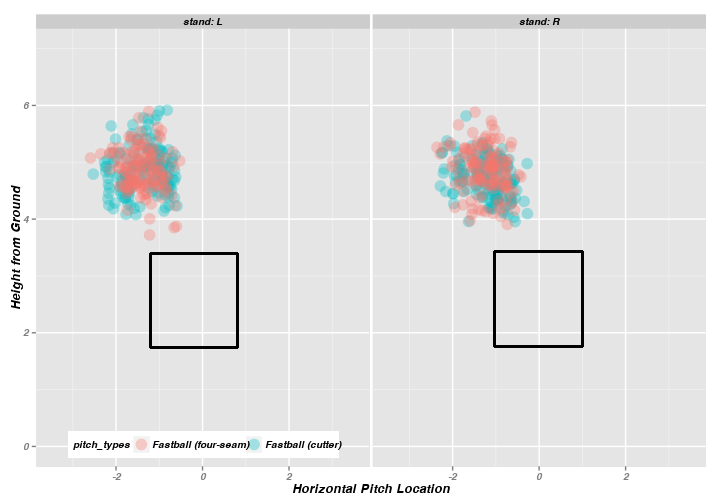 stand: L
stand: R
Height from Ground
6
4
2
0
pitch_types Fastball (four-seam) Fastball (cutter)
-2 0 2
-2 0 2
Horizontal Pitch Location